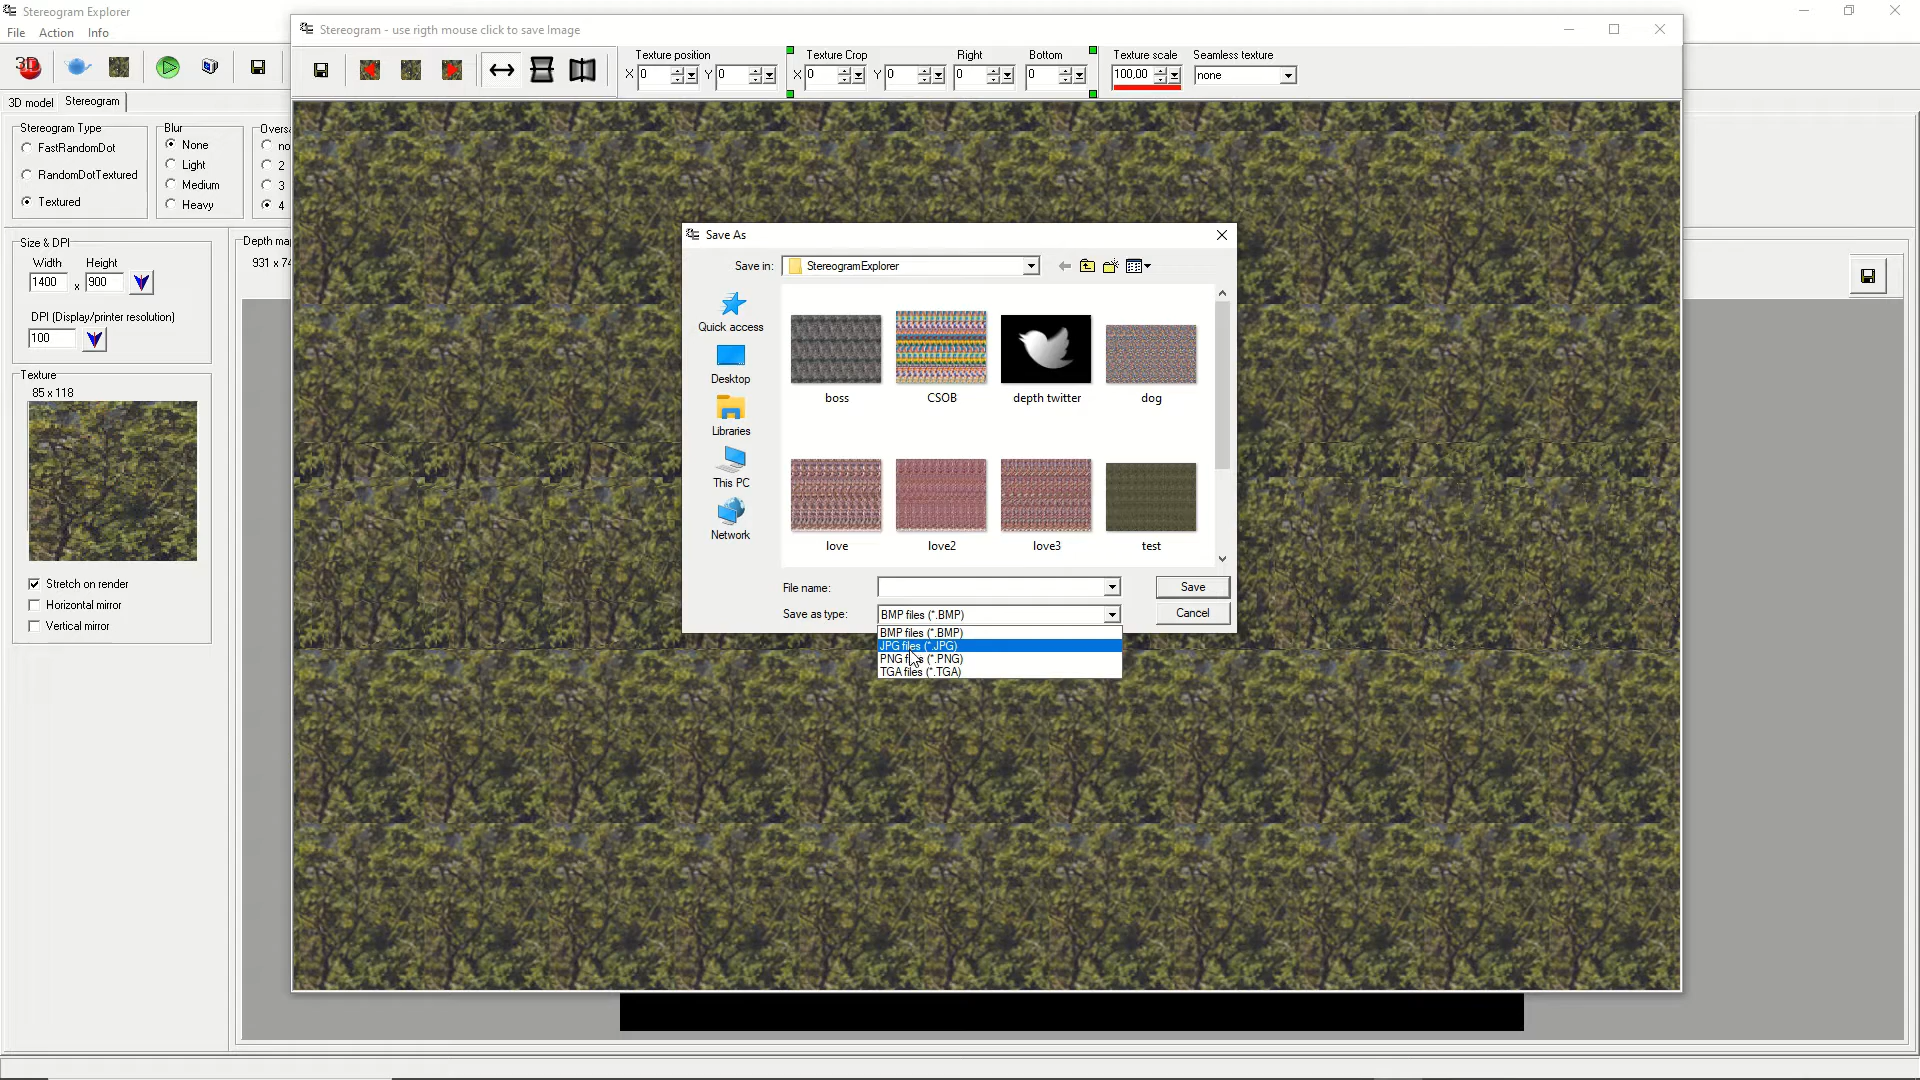 Stereogram Explorer
File Action Info
Stereogram - use rigth mouse click to save Image
3D
Texture position
X 0 Y 0
Texture Crop Right Bottom
X 0 Y 0 0 0
Texture scale
100,00
Seamless texture
none
3D model Stereogram
Stereogram Type
FastRandomDot
RandomDotTextured
Textured
Blur
None
Light
Medium
Heavy
Oversa
no
2
3
4
Size & DPI
Width Height
1400 x 900
DPI (Display/printer resolution)
100
Texture
85 x 118
Stretch on render
Horizontal mirror
Vertical mirror
Depth ma
931 x 74
Save As
Save in: StereogramExplorer
Quick access
Desktop
Libraries
This PC
Network
boss CSOB depth twitter dog
love love2 love3 test
File name: Save
Save as type: BMP files (*.BMP) Cancel
BMP files (*.BMP)
JPG files (*.JPG)
PNG files (*.PNG)
TGA files (*.TGA)